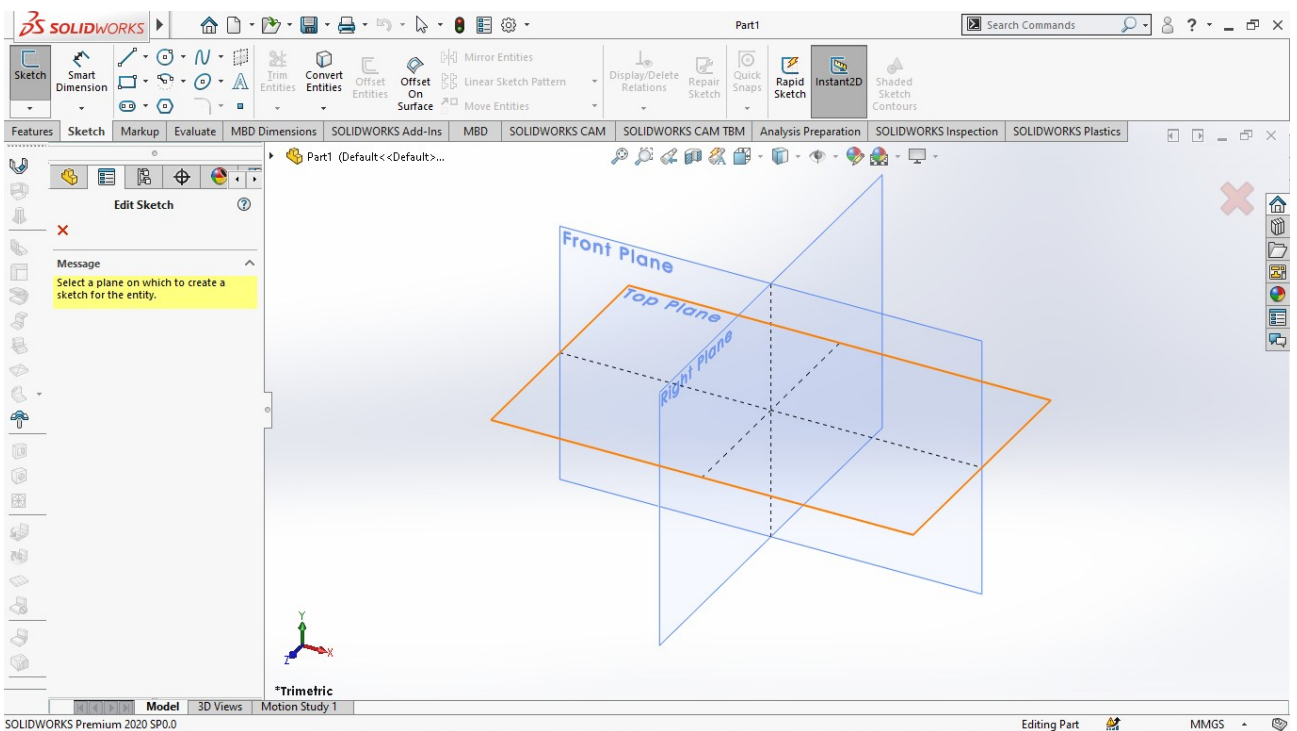 SOLIDWORKS
Part1
Search Commands
?
Sketch
Smart Dimension
Trim Entities
Convert Entities
Offset Entities
Offset On Surface
Mirror Entities
Linear Sketch Pattern
Move Entities
Display/Delete Relations
Repair Sketch
Quick Snaps
Rapid Sketch
Instant2D
Shaded Sketch Contours
Features Sketch Markup Evaluate MBD Dimensions SOLIDWORKS Add-Ins MBD SOLIDWORKS CAM SOLIDWORKS CAM TBM Analysis Preparation SOLIDWORKS Inspection SOLIDWORKS Plastics
Part1 (Default<<Default>...
Edit Sketch
?
Message
Select a plane on which to create a
sketch for the entity.
Front Plane
Top Plane
Right Plane
Y
X
Z
*Trimetric
Model 3D Views Motion Study 1
SOLIDWORKS Premium 2020 SP0.0
Editing Part
MMGS